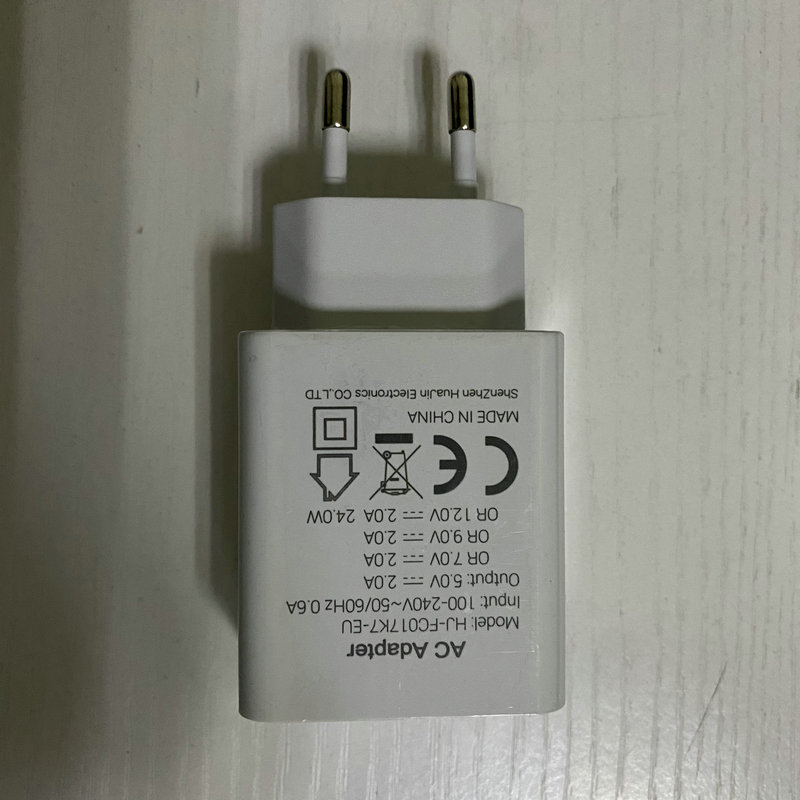 AC Adapter
Model: HJ-FC017K7-EU
Input: 100-240V~50/60Hz 0.6A
Output: 5.0V ⎓ 2.0A
OR 7.0V ⎓ 2.0A
OR 9.0V ⎓ 2.0A
OR 12.0V ⎓ 2.0A 24.0W
CE
MADE IN CHINA
ShenZhen HuaJin Electronics CO.,LTD